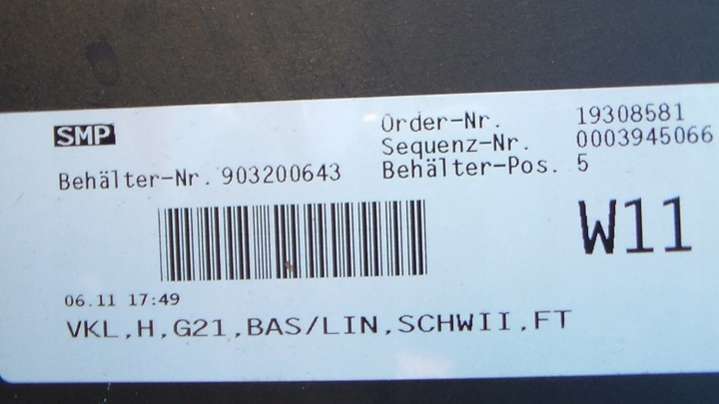 SMP
Order-Nr. 19308581
Sequenz-Nr. 0003945066
Behälter-Nr. 903200643 Behälter-Pos. 5
W11
06.11 17:49
VKL,H,G21,BAS/LIN,SCHWII,FT